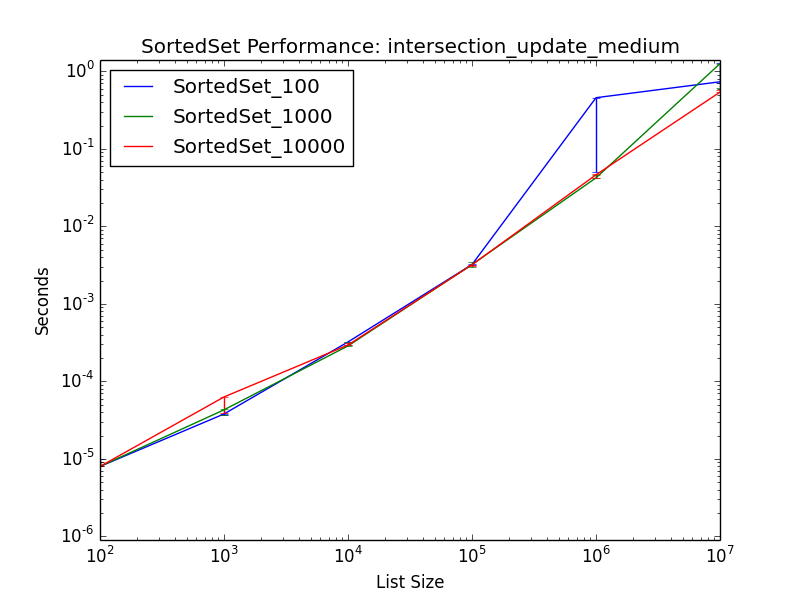 SortedSet Performance: intersection_update_medium
SortedSet_100
SortedSet_1000
SortedSet_10000
10^0
10^-1
10^-2
10^-3
10^-4
10^-5
10^-6
Seconds
10^2 10^3 10^4 10^5 10^6 10^7
List Size